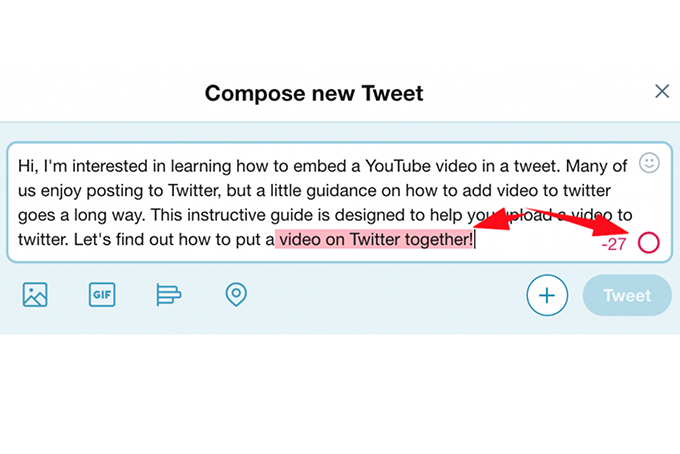 Compose new Tweet
Hi, I'm interested in learning how to embed a YouTube video in a tweet. Many of
us enjoy posting to Twitter, but a little guidance on how to add video to twitter
goes a long way. This instructive guide is designed to help you upload a video to
twitter. Let's find out how to put a video on Twitter together!
-27
GIF
Tweet